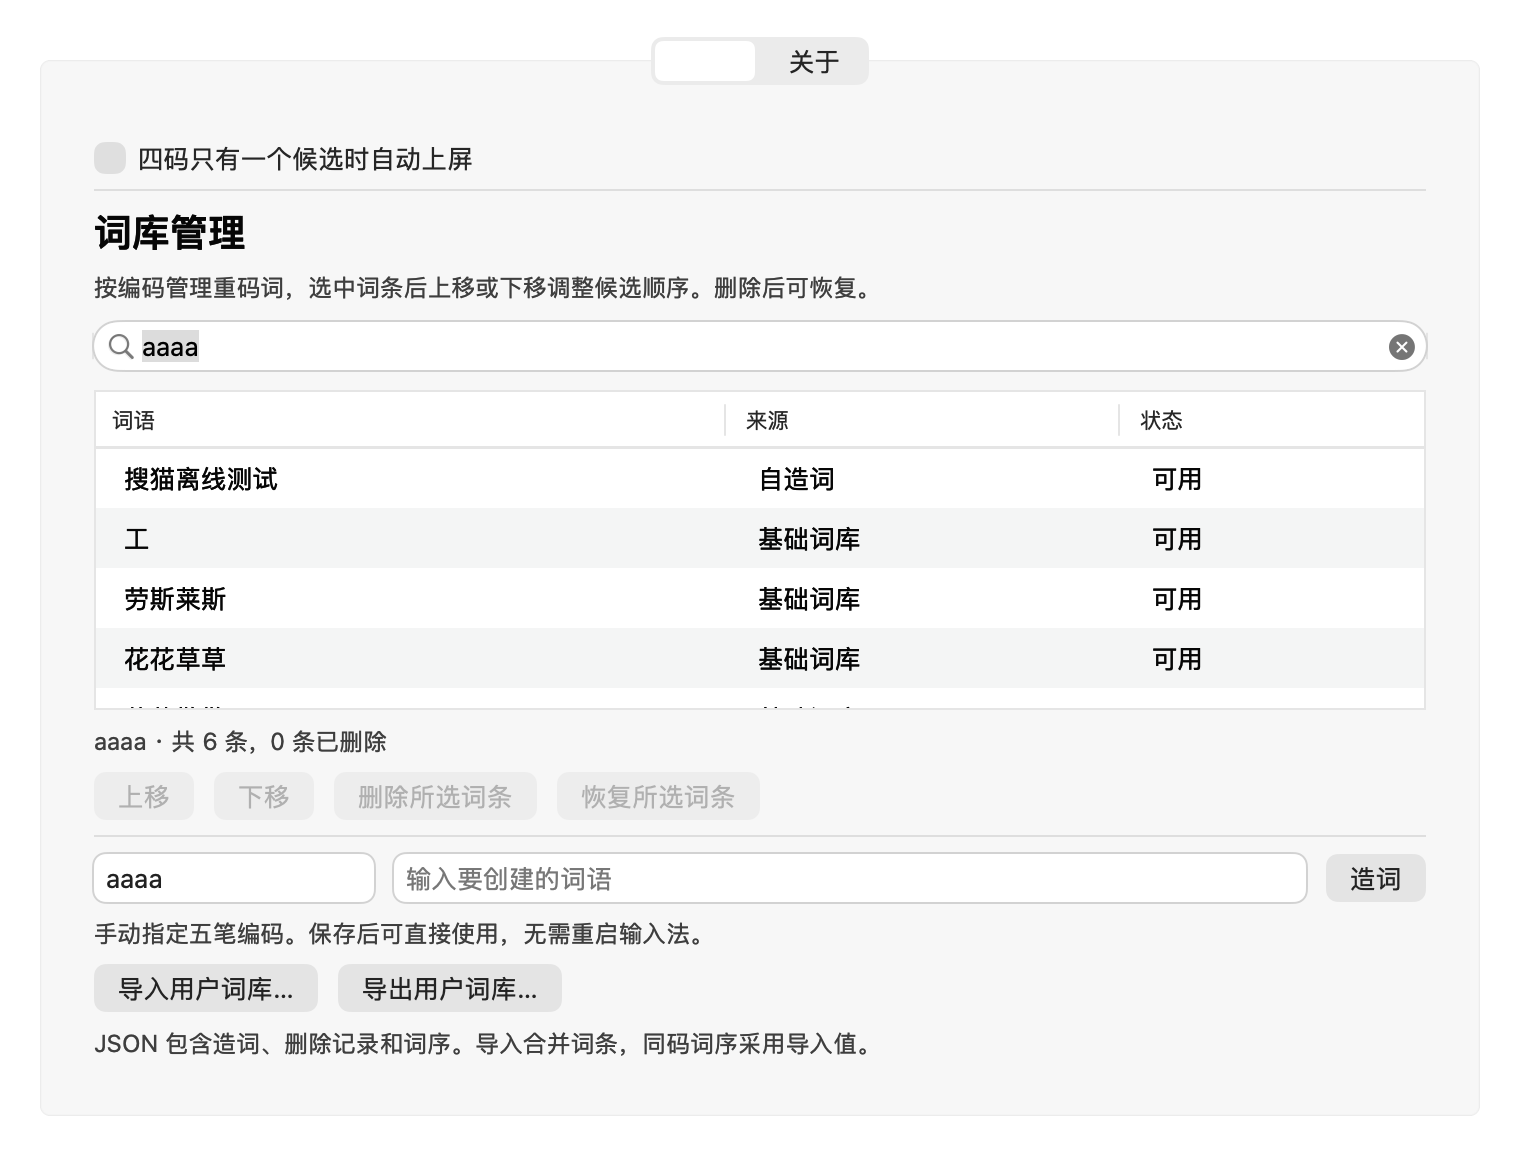 关于
四码只有一个候选时自动上屏
词库管理
按编码管理重码词，选中词条后上移或下移调整候选顺序。删除后可恢复。
aaaa
词语 来源 状态
搜猫离线测试 自造词 可用
工 基础词库 可用
劳斯莱斯 基础词库 可用
花花草草 基础词库 可用
aaaa · 共 6 条，0 条已删除
上移 下移 删除所选词条 恢复所选词条
aaaa 输入要创建的词语 造词
手动指定五笔编码。保存后可直接使用，无需重启输入法。
导入用户词库... 导出用户词库...
JSON 包含造词、删除记录和词序。导入合并词条，同码词序采用导入值。